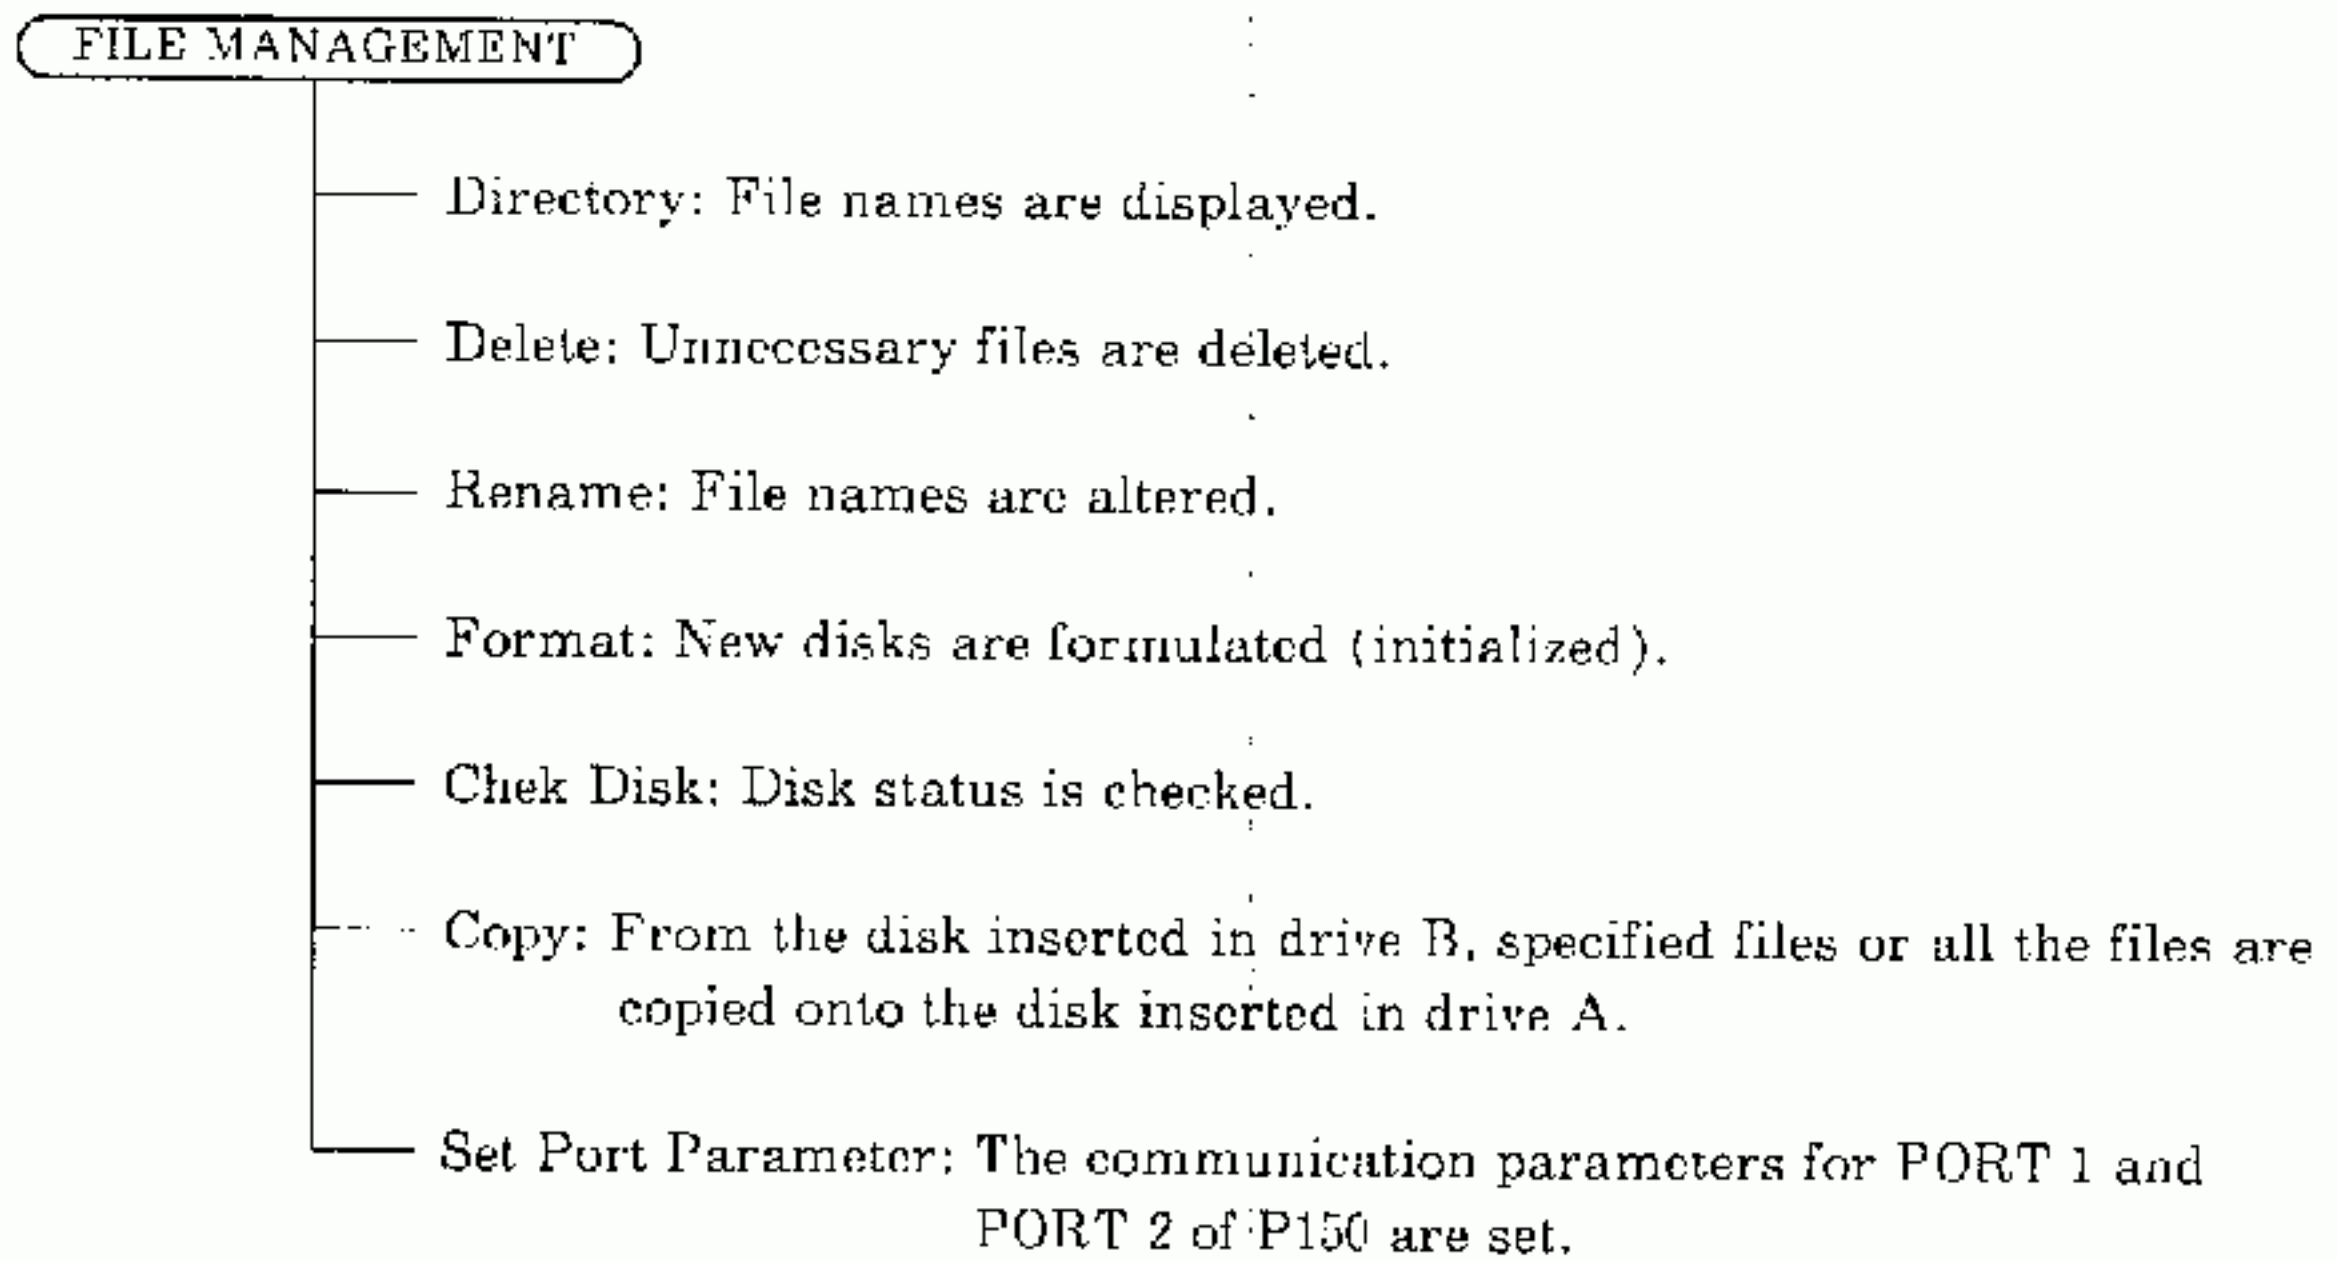 FILE MANAGEMENT
Directory: File names are displayed.
Delete: Unnecessary files are deleted.
Rename: File names are altered.
Format: New disks are formulated (initialized).
Chek Disk: Disk status is checked.
Copy: From the disk inserted in drive B, specified files or all the files are
copied onto the disk inserted in drive A.
Set Port Parameter: The communication parameters for PORT 1 and
PORT 2 of P150 are set.